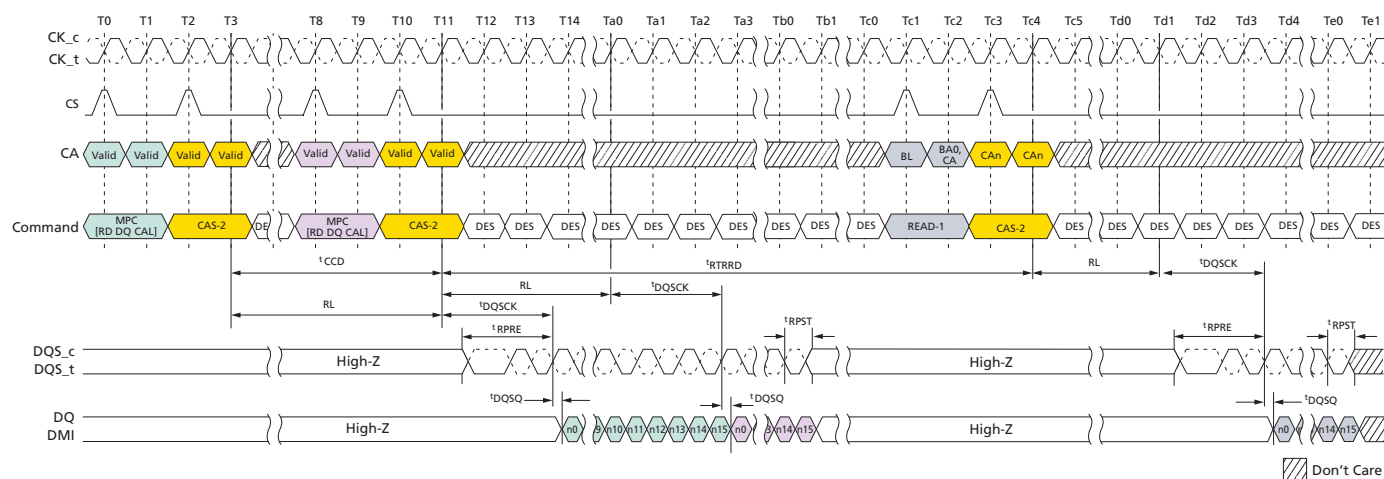 T0 T1 T2 T3 T8 T9 T10 T11 T12 T13 T14 Ta0 Ta1 Ta2 Ta3 Tb0 Tb1 Tc0 Tc1 Tc2 Tc3 Tc4 Tc5 Td0 Td1 Td2 Td3 Td4 Te0 Te1
CK_c
CK_t
CS
CA Valid Valid Valid Valid Valid Valid Valid Valid BL BA0, CA CAn CAn
Command MPC [RD DQ CAL] CAS-2 DE MPC [RD DQ CAL] CAS-2 DES DES DES DES DES DES DES DES DES DES READ-1 CAS-2 DES DES DES DES DES DES DES DES
tCCD tRTRRD RL tDQSCK
RL tDQSCK
RL tDQSCK
tRPRE tRPST tRPRE tRPST
DQS_c
DQS_t
High-Z High-Z
tDQSQ tDQSQ tDQSQ
DQ
DMI
High-Z n0 9 n10 n11 n12 n13 n14 n15 n0 3 n14 n15 High-Z n0 n14 n15
Don't Care